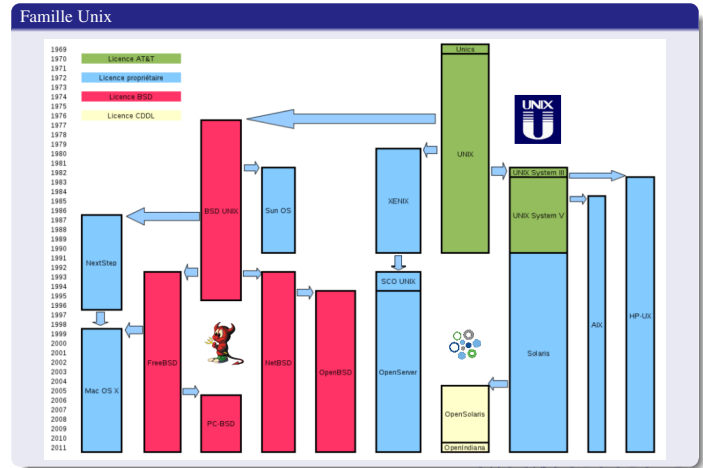 Famille Unix
1969
1970
1971
1972
1973
1974
1975
1976
1977
1978
1979
1980
1981
1982
1983
1984
1985
1986
1987
1988
1989
1990
1991
1992
1993
1994
1995
1996
1997
1998
1999
2000
2001
2002
2003
2004
2005
2006
2007
2008
2009
2010
2011
Licence AT&T
Licence propriétaire
Licence BSD
Licence CDDL
Unics
UNIX
UNIX
U
UNIX System III
UNIX System V
XENIX
BSD UNIX
Sun OS
NextStep
SCO UNIX
HP-UX
AIX
Solaris
FreeBSD
NetBSD
OpenBSD
OpenServer
Mac OS X
OpenSolaris
PC-BSD
OpenIndiana